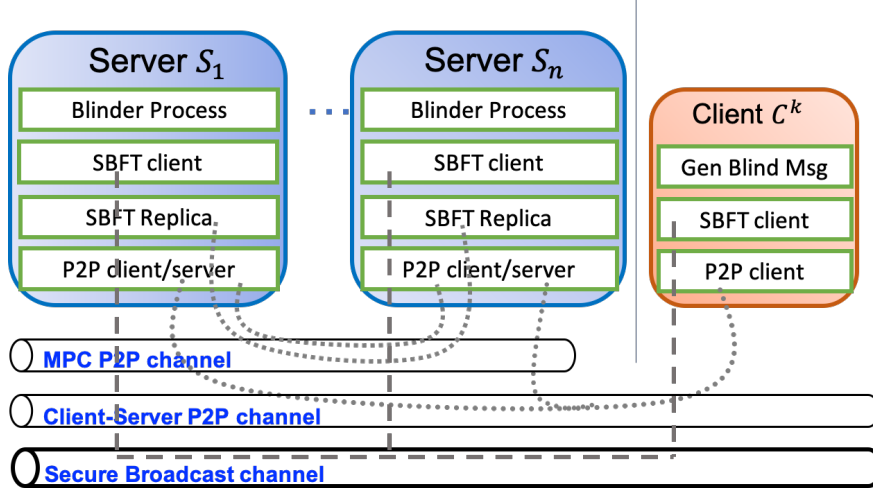 Server S₁
Blinder Process
SBFT client
SBFT Replica
P2P client/server
Server Sₙ
Blinder Process
SBFT client
SBFT Replica
P2P client/server
Client Cᵏ
Gen Blind Msg
SBFT client
P2P client
MPC P2P channel
Client-Server P2P channel
Secure Broadcast channel